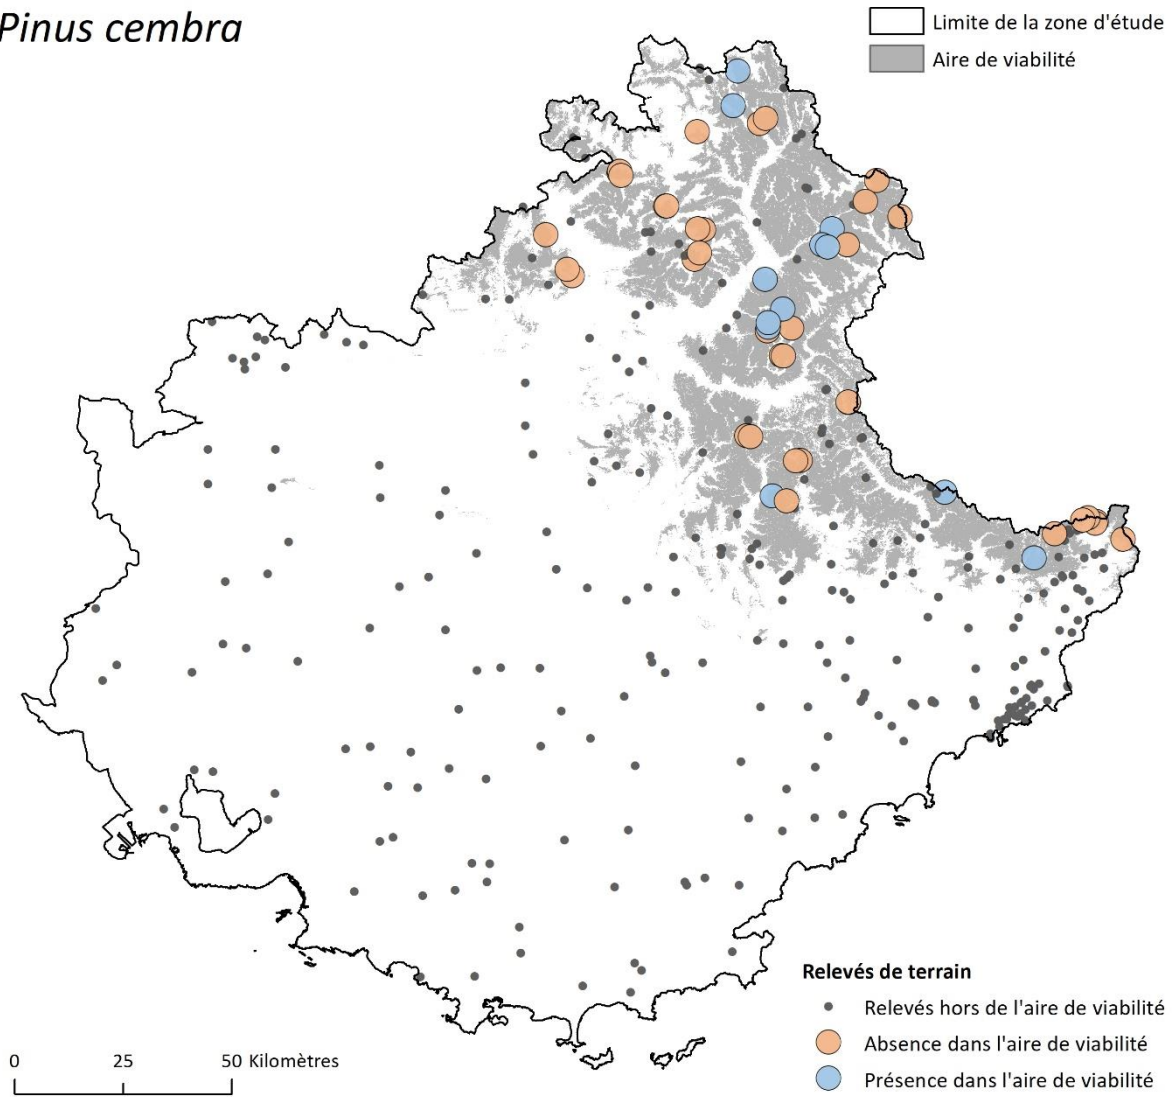 Pinus cembra
Limite de la zone d'étude
Aire de viabilité
Relevés de terrain
Relevés hors de l'aire de viabilité
Absence dans l'aire de viabilité
Présence dans l'aire de viabilité
0 25 50 Kilomètres